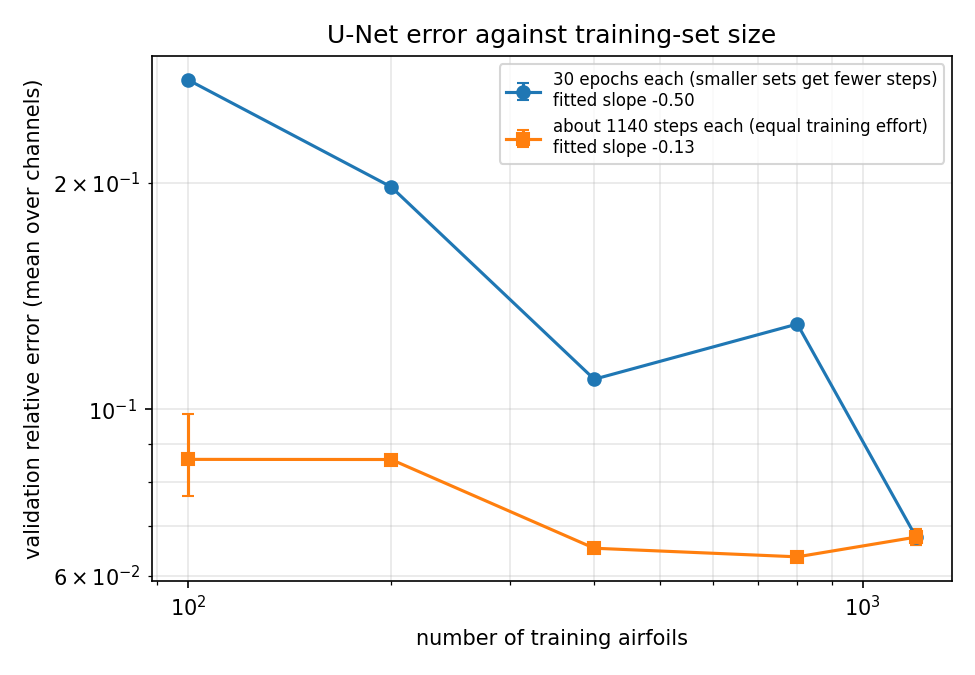 U-Net error against training-set size
30 epochs each (smaller sets get fewer steps)
fitted slope -0.50
about 1140 steps each (equal training effort)
fitted slope -0.13
validation relative error (mean over channels)
2 × 10⁻¹
10⁻¹
6 × 10⁻²
10²
10³
number of training airfoils